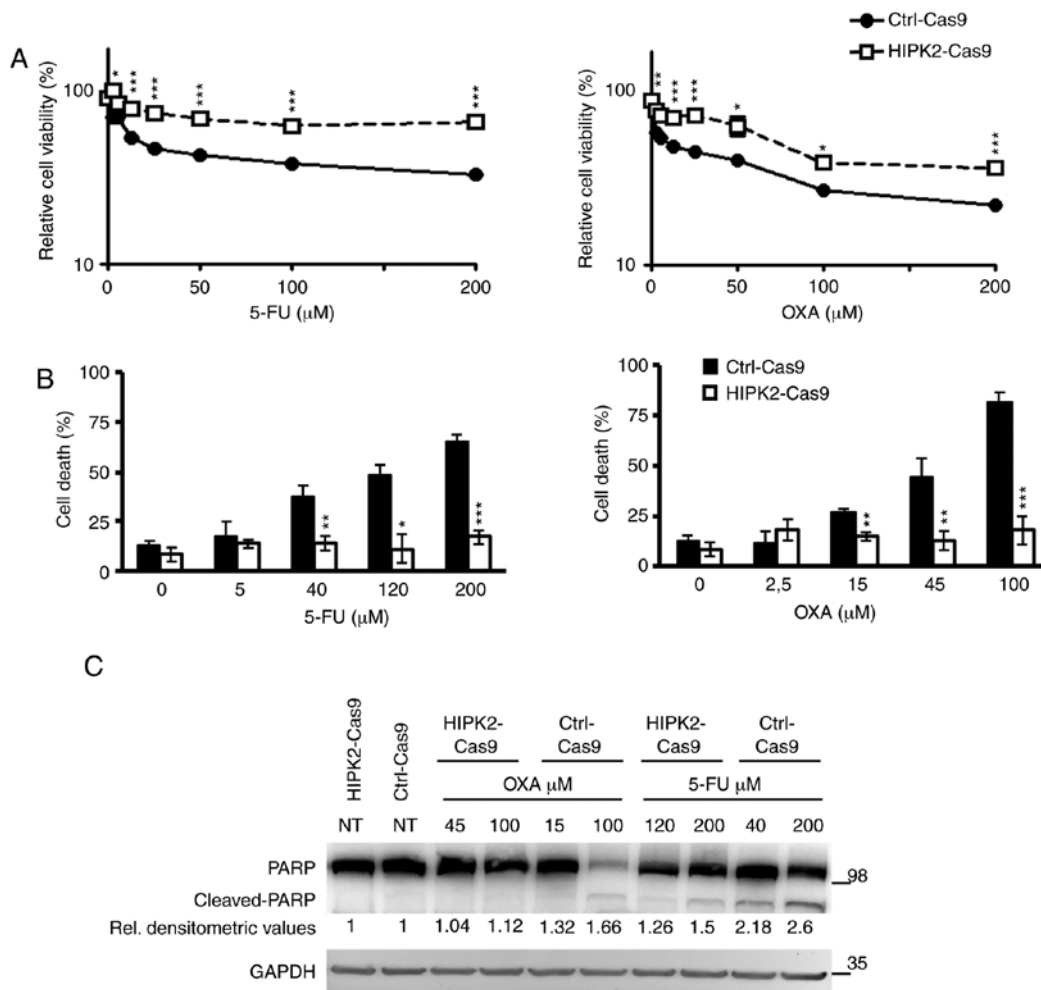 Ctrl-Cas9
HIPK2-Cas9
A
Relative cell viability (%)
100
10
* *** *** *** *** ***
0 50 100 200
5-FU (μM)
Relative cell viability (%)
100
10
** *** *** * * ***
0 50 100 200
OXA (μM)
B
Cell death (%)
100
75
50
25
0
** * ***
0 5 40 120 200
5-FU (μM)
Ctrl-Cas9
HIPK2-Cas9
Cell death (%)
100
75
50
25
0
** ** ***
0 2,5 15 45 100
OXA (μM)
C
HIPK2-Cas9
Ctrl-Cas9
HIPK2-
Cas9
Ctrl-
Cas9
HIPK2-
Cas9
Ctrl-
Cas9
OXA μM 5-FU μM
NT NT 45 100 15 100 120 200 40 200
PARP
98
Cleaved-PARP
Rel. densitometric values 1 1 1.04 1.12 1.32 1.66 1.26 1.5 2.18 2.6
GAPDH
35